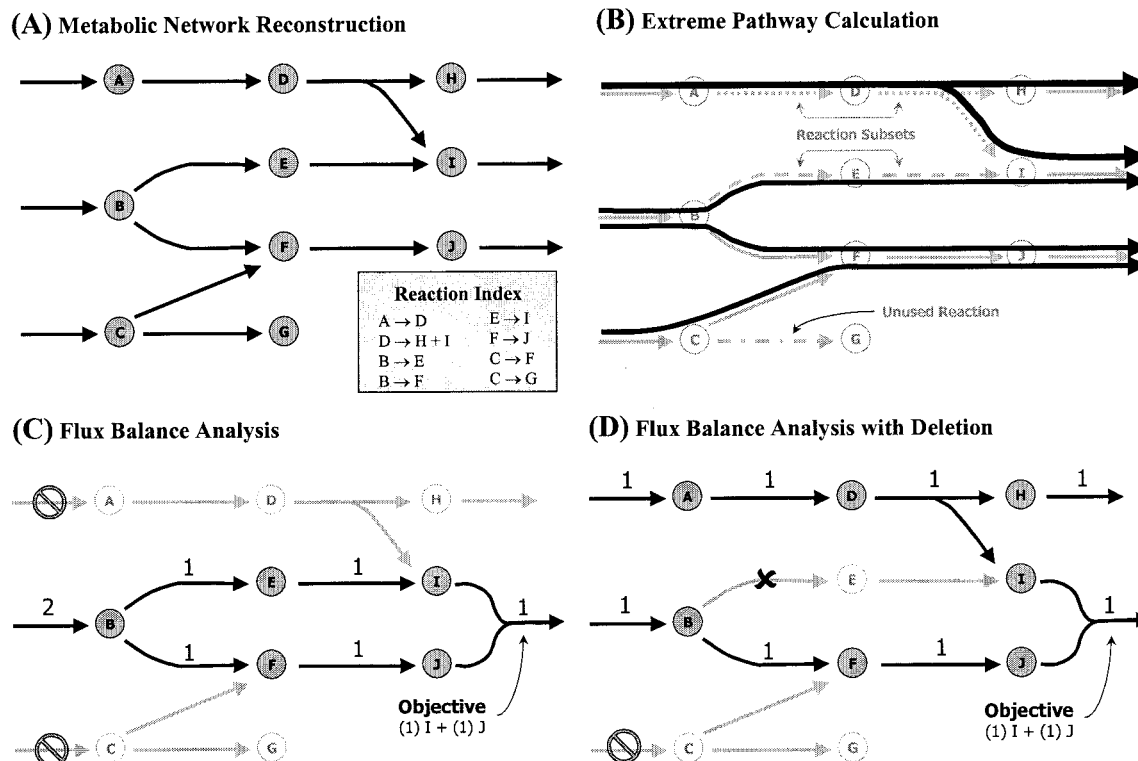 (A) Metabolic Network Reconstruction
A
D
H
E
I
B
F
J
C
G
Reaction Index
A → D
D → H + I
B → E
B → F
E → I
F → J
C → F
C → G
(B) Extreme Pathway Calculation
A
D
H
Reaction Subsets
E
I
B
F
J
Unused Reaction
C
G
(C) Flux Balance Analysis
A
D
H
1
1
E
I
2
1
B
1
1
F
J
Objective
(1) I + (1) J
C
G
(D) Flux Balance Analysis with Deletion
1
1
1
1
A
D
H
E
I
1
1
B
1
1
F
J
Objective
(1) I + (1) J
C
G